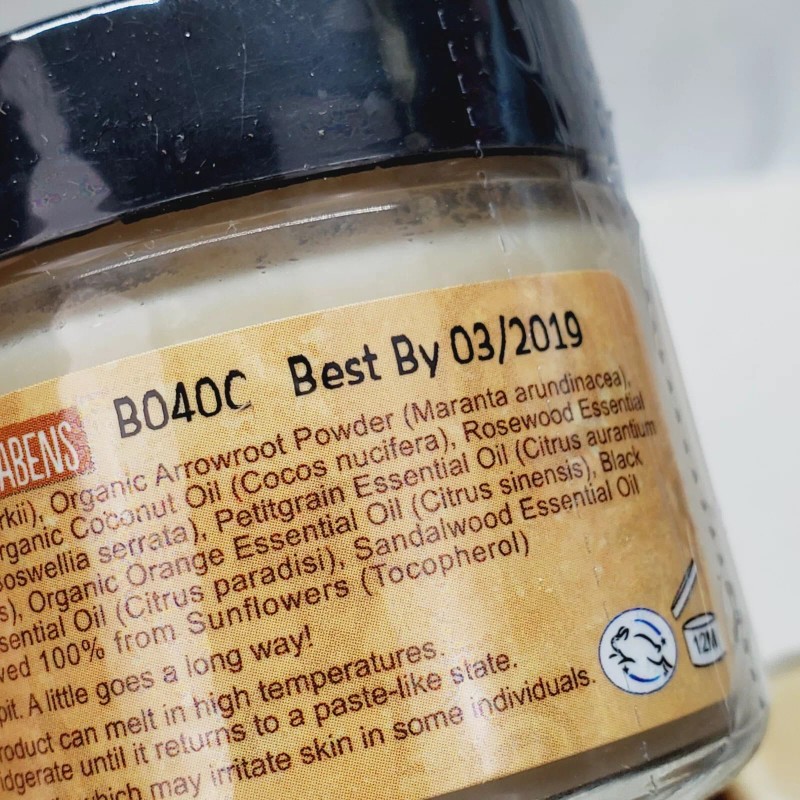 B040C Best By 03/2019
ABENS
rkii), Organic Arrowroot Powder (Maranta arundinacea),
rganic Coconut Oil (Cocos nucifera), Rosewood Essential
Boswellia serrata), Petitgrain Essential Oil (Citrus aurantium
s), Organic Orange Essential Oil (Citrus sinensis), Black
sential Oil (Citrus paradisi), Sandalwood Essential Oil
ved 100% from Sunflowers (Tocopherol)
pit. A little goes a long way!
roduct can melt in high temperatures.
idgerate until it returns to a paste-like state.
which may irritate skin in some individuals.
12M